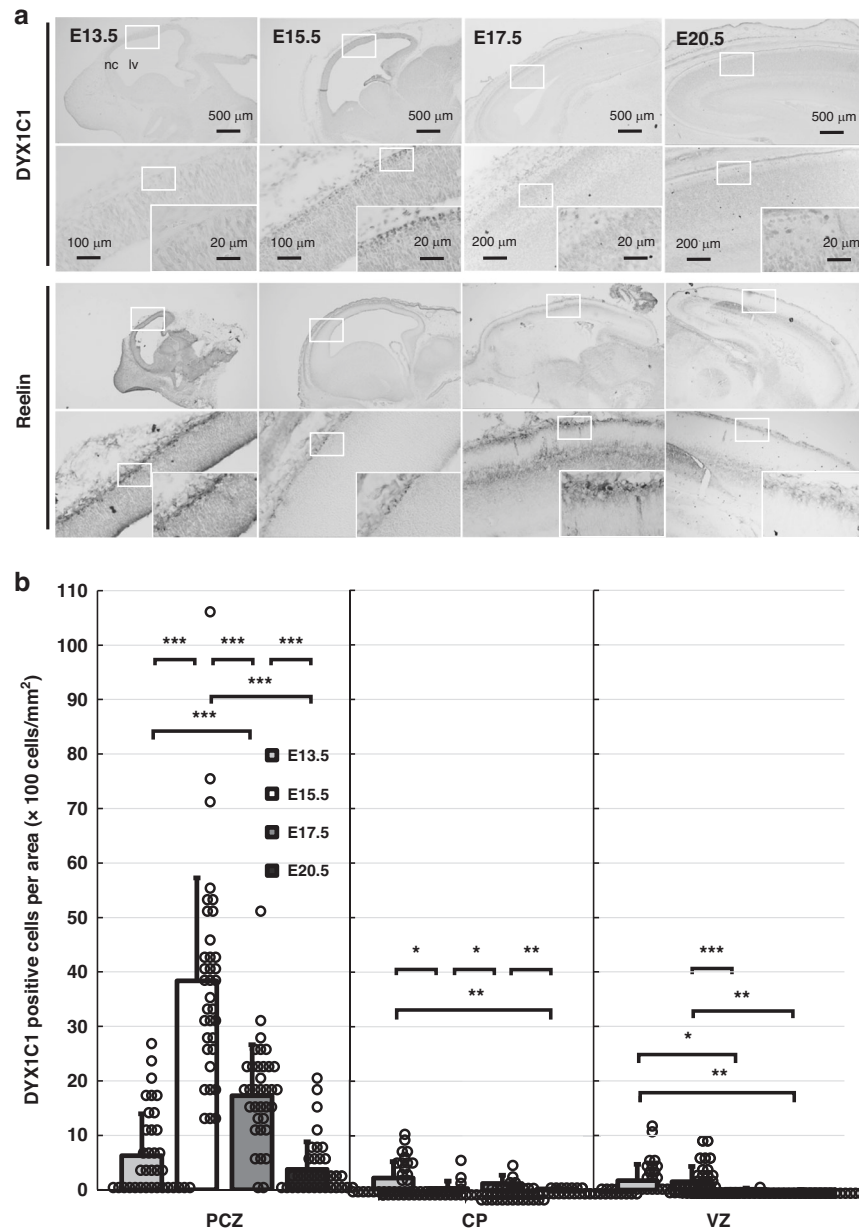 a
E13.5
E15.5
E17.5
E20.5
nc lv
500 μm
500 μm
500 μm
500 μm
DYX1C1
100 μm
20 μm
100 μm
20 μm
200 μm
20 μm
200 μm
20 μm
Reelin
b
DYX1C1 positive cells per area (× 100 cells/mm²)
110
100
90
80
70
60
50
40
30
20
10
0
*** *** ***
***
***
E13.5
E15.5
E17.5
E20.5
* * **
**
***
**
*
**
PCZ
CP
VZ